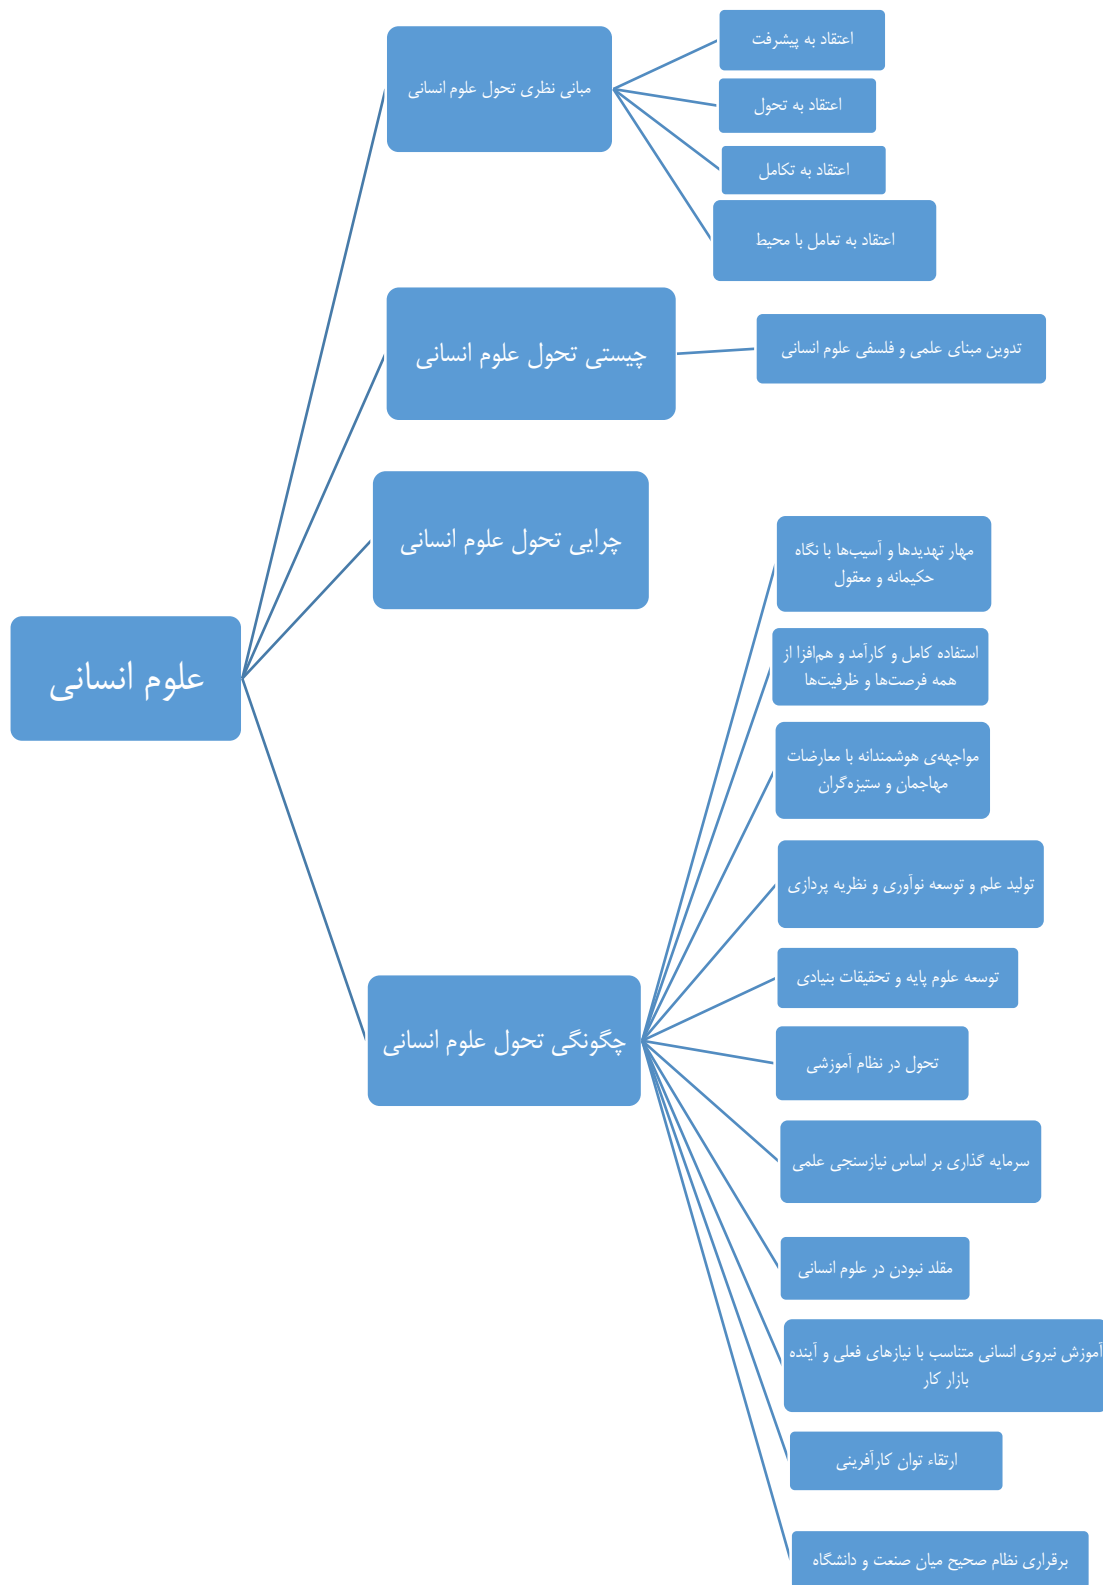 علوم انسانی
مبانی نظری تحول علوم انسانی
اعتقاد به پیشرفت
اعتقاد به تحول
اعتقاد به تکامل
اعتقاد به تعامل با محیط
چیستی تحول علوم انسانی
تدوین مبنای علمی و فلسفی علوم انسانی
چرایی تحول علوم انسانی
چگونگی تحول علوم انسانی
مهار تهدیدها و آسیب‌ها با نگاه
حکیمانه و معقول
استفاده کامل و کارآمد و هم‌افزا از
همه فرصت‌ها و ظرفیت‌ها
مواجهه‌ی هوشمندانه با معارضات
مهاجمان و ستیزه‌گران
تولید علم و توسعه نوآوری و نظریه پردازی
توسعه علوم پایه و تحقیقات بنیادی
تحول در نظام آموزشی
سرمایه گذاری بر اساس نیازسنجی علمی
مقلد نبودن در علوم انسانی
آموزش نیروی انسانی متناسب با نیازهای فعلی و آینده
بازار کار
ارتقاء توان کارآفرینی
برقراری نظام صحیح میان صنعت و دانشگاه